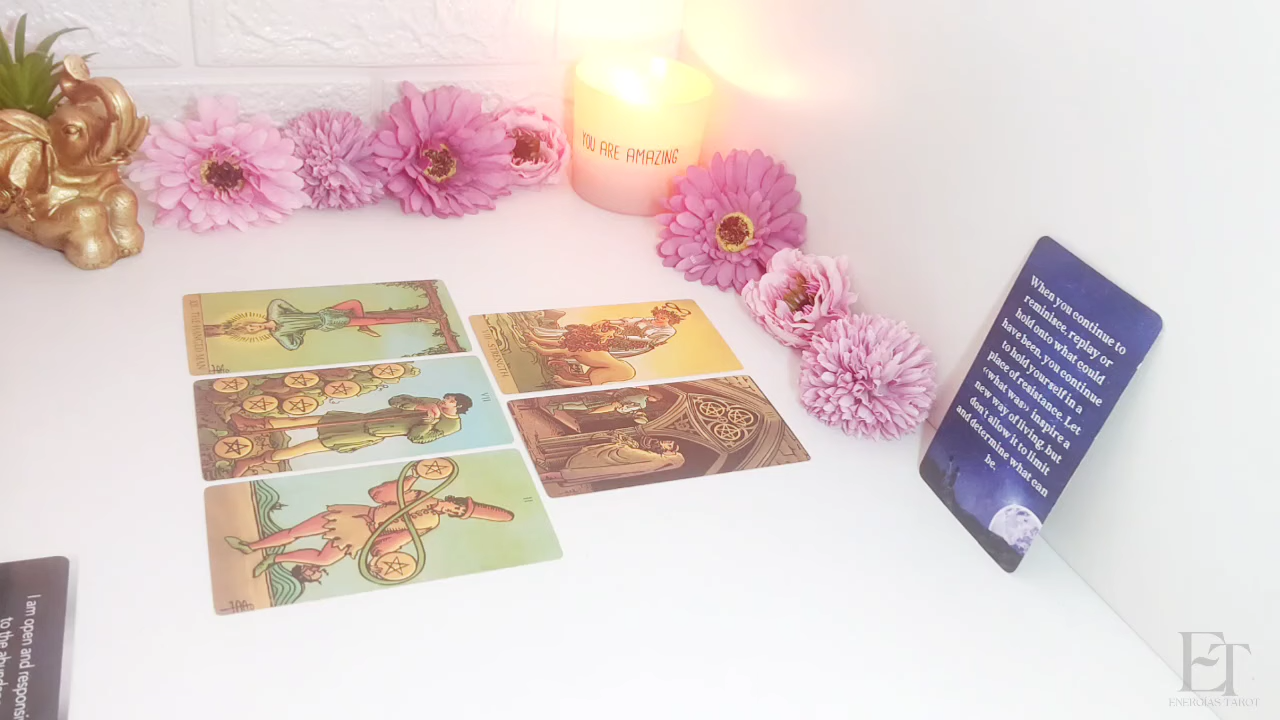 YOU ARE AMAZING
XII THE HANGED MAN
VIII STRENGTH
VII
II
When you continue to
reminisce, replay or
hold onto what could
have been, you continue
to hold yourself in a
place of resistance. Let
«what was» inspire a
new way of living, but
don't allow it to limit
and determine what can
be.
I am open and
to the
ET
ENERGIAS TAROT